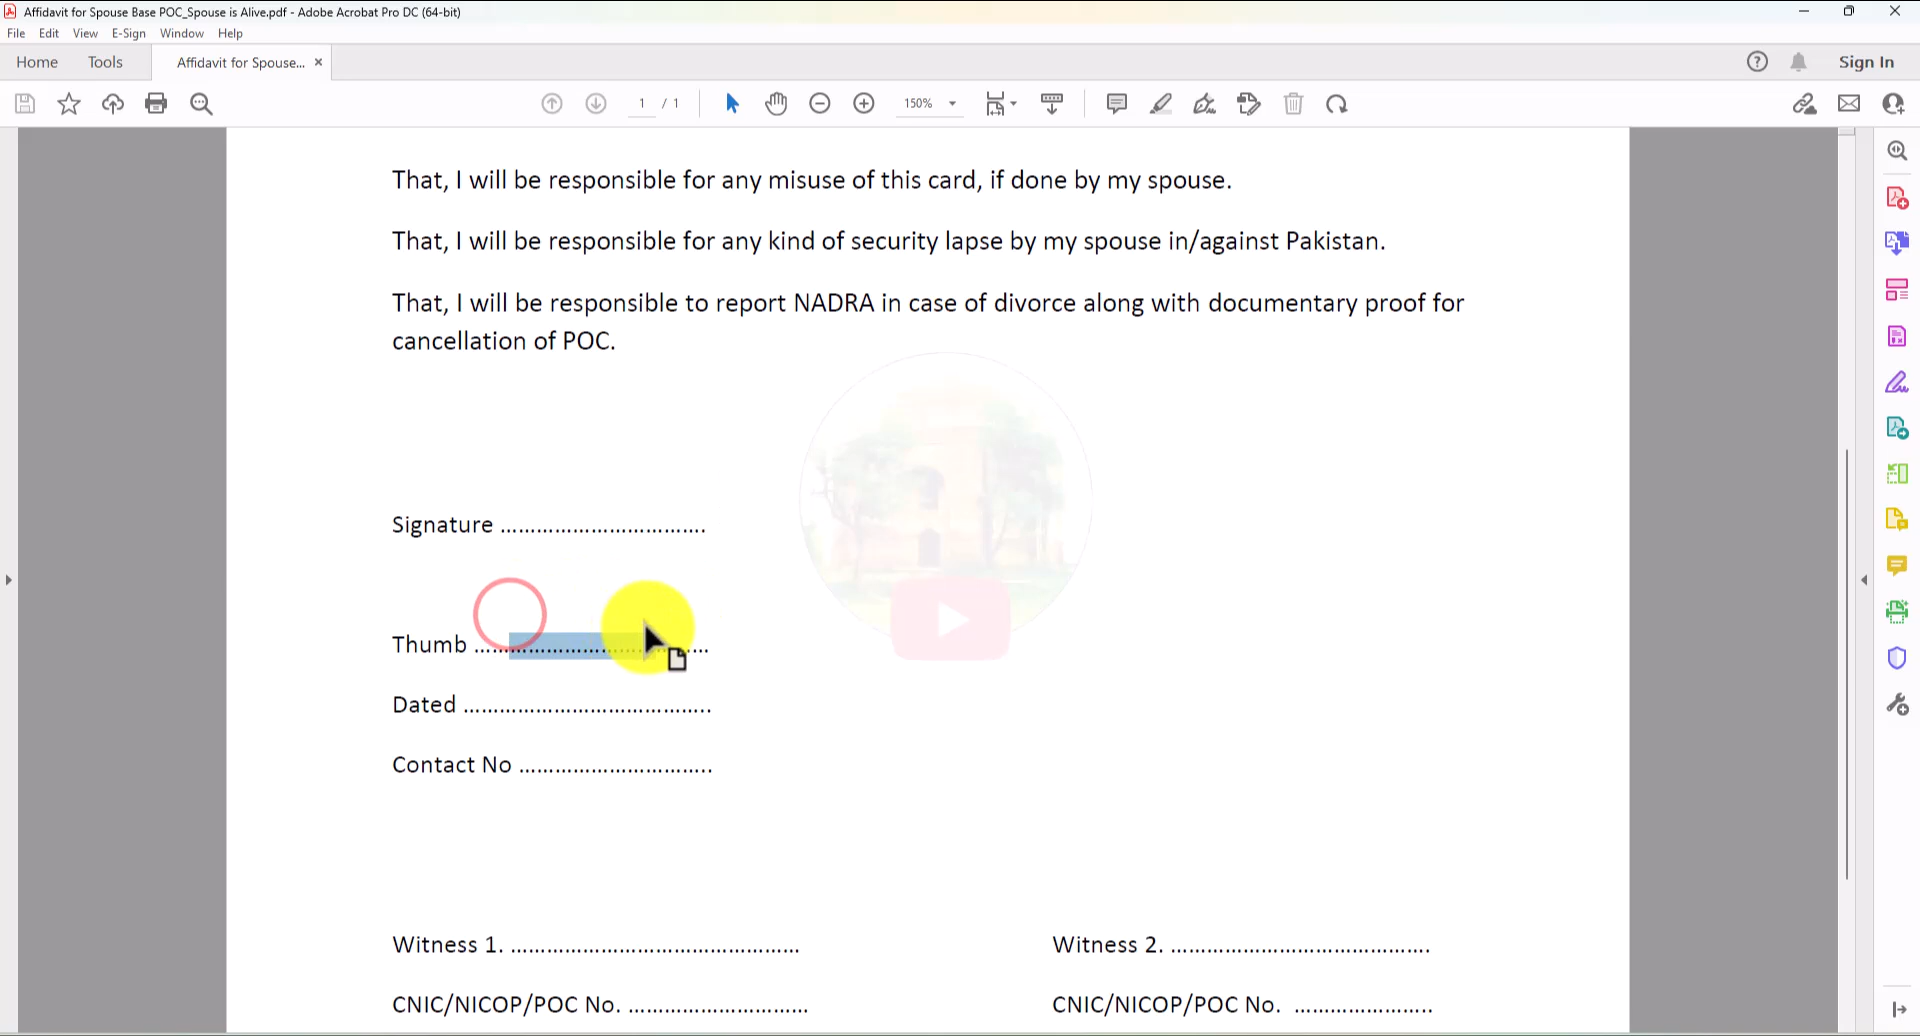 Affidavit for Spouse Base POC_Spouse is Alive.pdf - Adobe Acrobat Pro DC (64-bit)
File Edit View E-Sign Window Help
Home Tools Affidavit for Spouse... × Sign In
1 / 1 150%
That, I will be responsible for any misuse of this card, if done by my spouse.
That, I will be responsible for any kind of security lapse by my spouse in/against Pakistan.
That, I will be responsible to report NADRA in case of divorce along with documentary proof for
cancellation of POC.
Signature ...................................
Thumb .......................................
Dated .........................................
Contact No ................................
Witness 1. ................................................ Witness 2. ...........................................
CNIC/NICOP/POC No. .............................. CNIC/NICOP/POC No. .......................